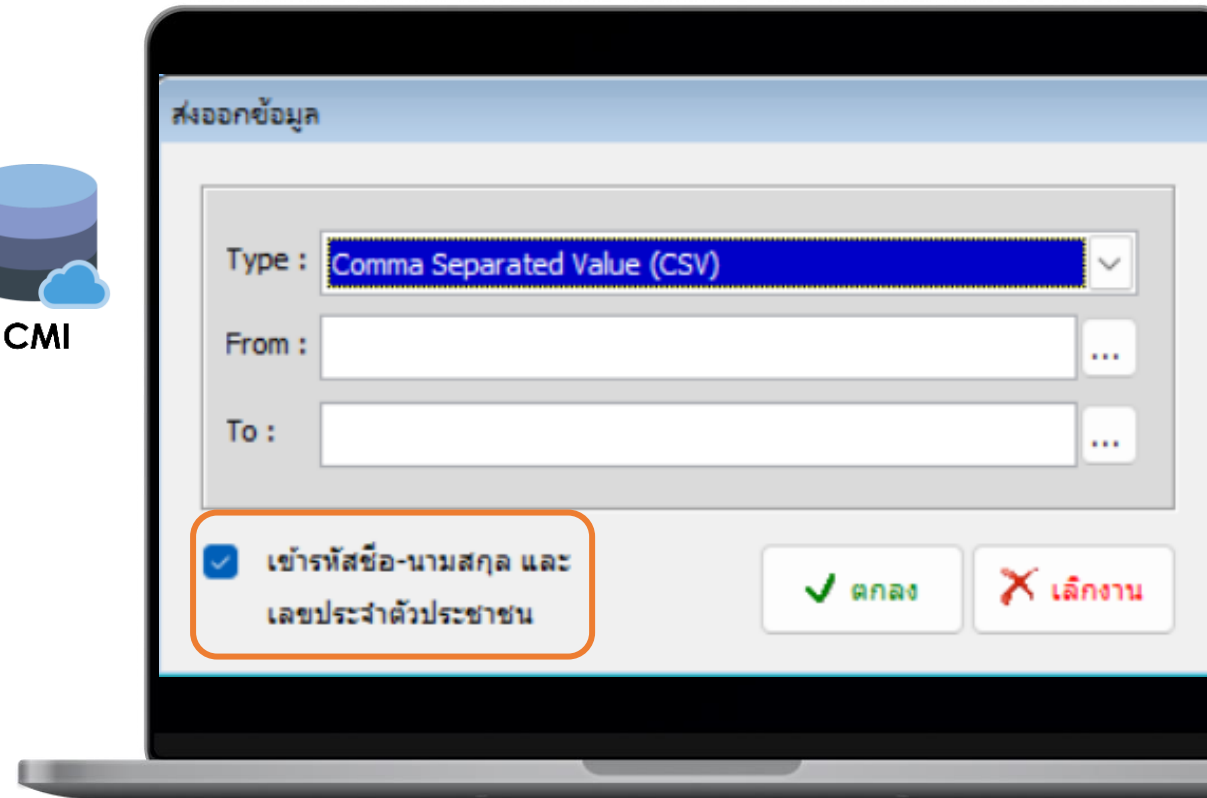 ส่งออกข้อมูล
Type : Comma Separated Value (CSV)
CMI
From : ...
To : ...
เข้ารหัสชื่อ-นามสกุล และ
เลขประจำตัวประชาชน
ตกลง
เลิกงาน